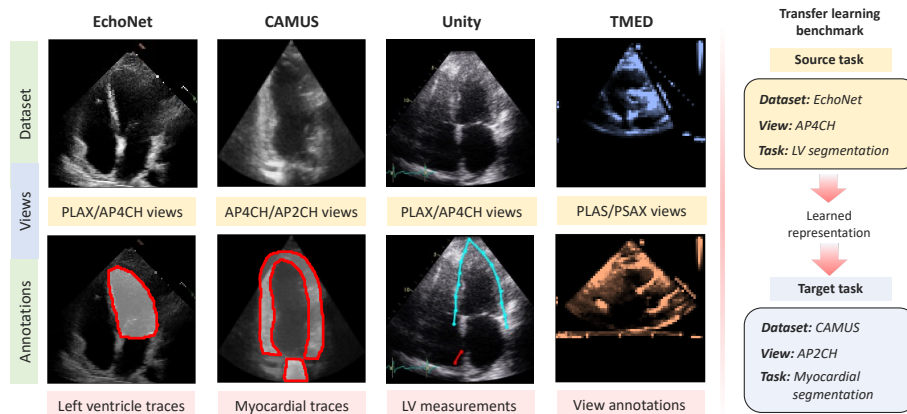 EchoNet
CAMUS
Unity
TMED
Dataset
Views
Annotations
PLAX/AP4CH views
AP4CH/AP2CH views
PLAX/AP4CH views
PLAS/PSAX views
Left ventricle traces
Myocardial traces
LV measurements
View annotations
Transfer learning
benchmark
Source task
Dataset: EchoNet
View: AP4CH
Task: LV segmentation
Learned
representation
Target task
Dataset: CAMUS
View: AP2CH
Task: Myocardial
segmentation